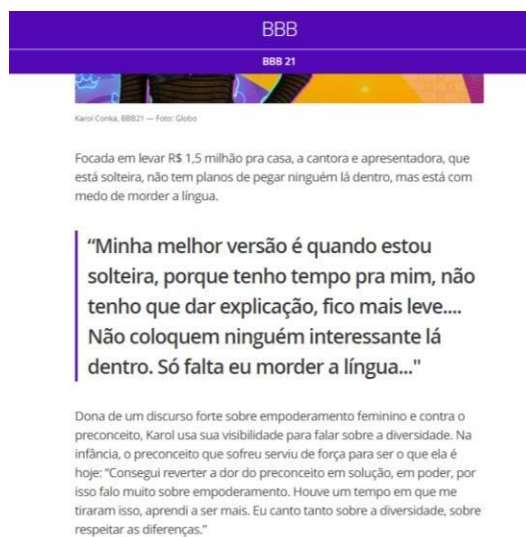 BBB
BBB 21
Karol Conka, BBB21 — Foto: Globo
Focada em levar R$ 1,5 milhão pra casa, a cantora e apresentadora, que
está solteira, não tem planos de pegar ninguém lá dentro, mas está com
medo de morder a língua.
“Minha melhor versão é quando estou
solteira, porque tenho tempo pra mim, não
tenho que dar explicação, fico mais leve....
Não coloquem ninguém interessante lá
dentro. Só falta eu morder a língua..."
Dona de um discurso forte sobre empoderamento feminino e contra o
preconceito, Karol usa sua visibilidade para falar sobre a diversidade. Na
infância, o preconceito que sofreu serviu de força para ser o que ela é
hoje: “Consegui reverter a dor do preconceito em solução, em poder, por
isso falo muito sobre empoderamento. Houve um tempo em que me
tiraram isso, aprendi a ser mais. Eu canto tanto sobre a diversidade, sobre
respeitar as diferenças.”